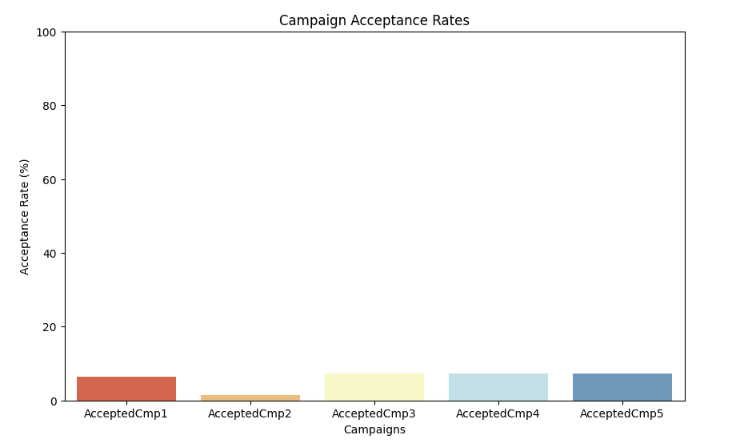 Campaign Acceptance Rates
100
80
60
40
20
0
Acceptance Rate (%)
AcceptedCmp1 AcceptedCmp2 AcceptedCmp3 AcceptedCmp4 AcceptedCmp5
Campaigns